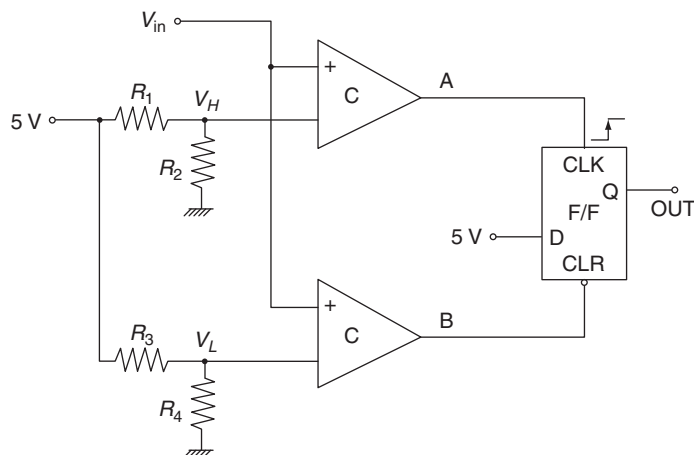 Vin
+
A
C
R1
VH
5 V
R2
CLK
Q
F/F
OUT
5 V
D
CLR
+
B
C
R3
VL
R4